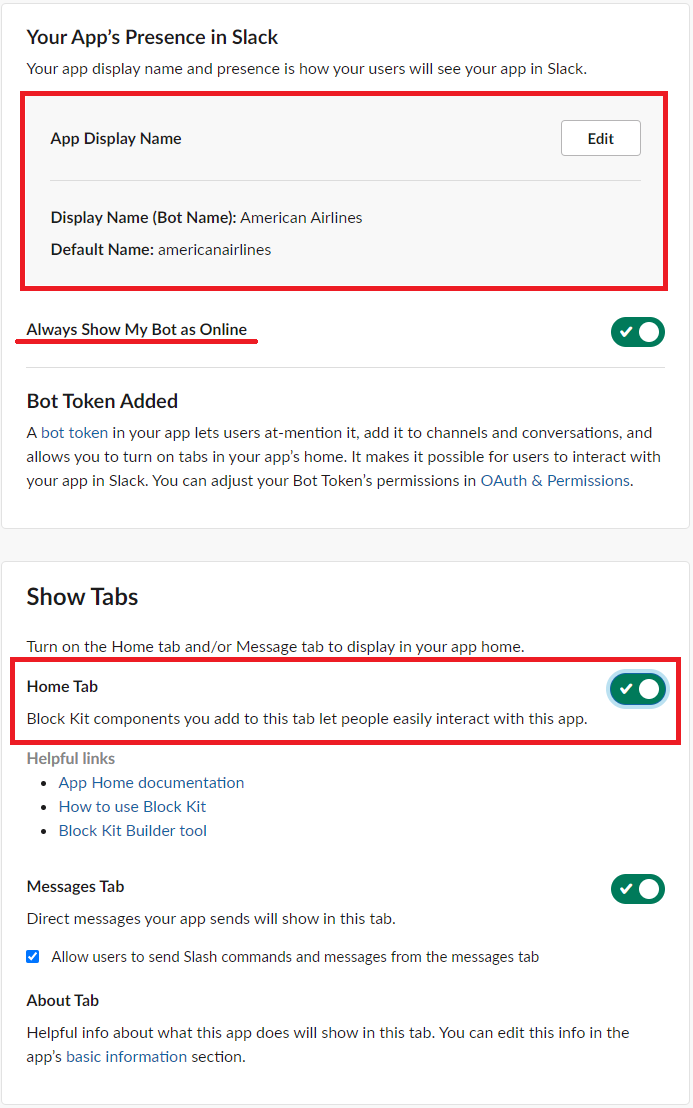 Your App’s Presence in Slack
Your app display name and presence is how your users will see your app in Slack.
App Display Name
Edit
Display Name (Bot Name): American Airlines
Default Name: americanairlines
Always Show My Bot as Online
Bot Token Added
A bot token in your app lets users at-mention it, add it to channels and conversations, and
allows you to turn on tabs in your app’s home. It makes it possible for users to interact with
your app in Slack. You can adjust your Bot Token’s permissions in OAuth & Permissions.
Show Tabs
Turn on the Home tab and/or Message tab to display in your app home.
Home Tab
Block Kit components you add to this tab let people easily interact with this app.
Helpful links
• App Home documentation
• How to use Block Kit
• Block Kit Builder tool
Messages Tab
Direct messages your app sends will show in this tab.
Allow users to send Slash commands and messages from the messages tab
About Tab
Helpful info about what this app does will show in this tab. You can edit this info in the
app’s basic information section.